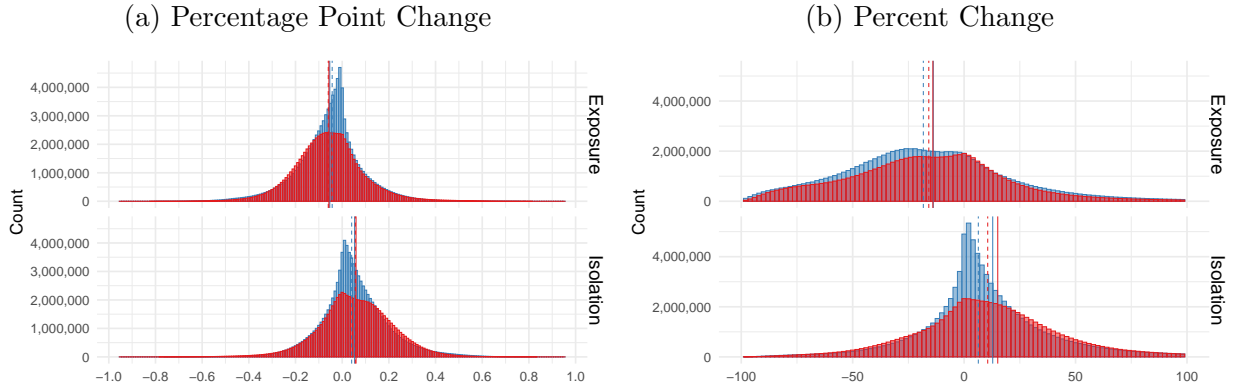 (a) Percentage Point Change
(b) Percent Change
Count
4,000,000
3,000,000
2,000,000
1,000,000
0
Exposure
4,000,000
3,000,000
2,000,000
1,000,000
0
Isolation
−1.0 −0.8 −0.6 −0.4 −0.2 0.0 0.2 0.4 0.6 0.8 1.0
Count
4,000,000
2,000,000
0
Exposure
4,000,000
2,000,000
0
Isolation
−100 −50 0 50 100